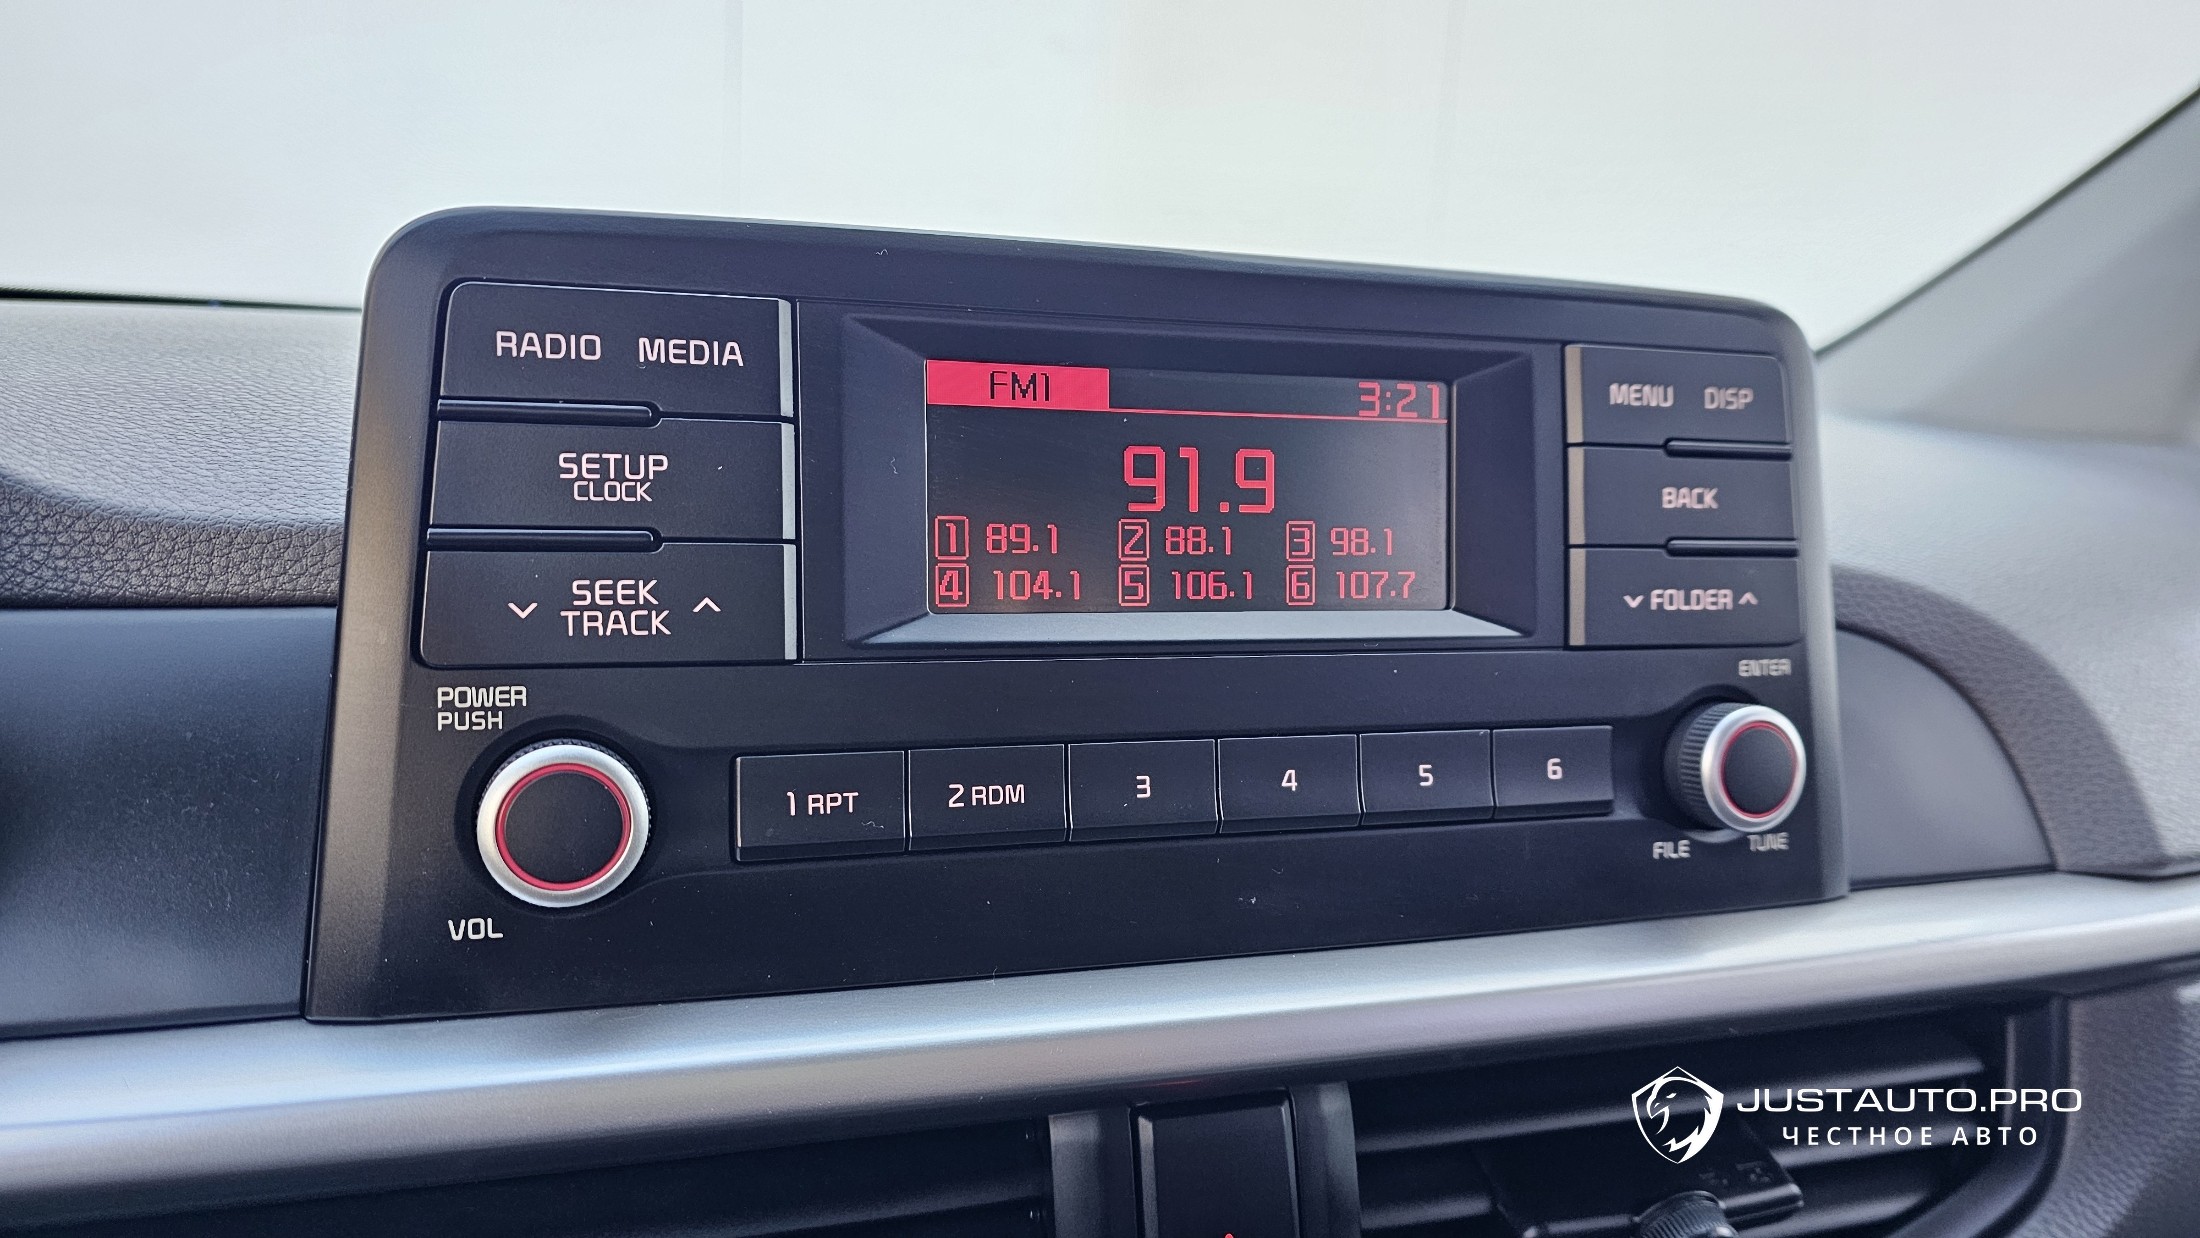 RADIO MEDIA
SETUP
CLOCK
SEEK
TRACK
POWER
PUSH
VOL
FM1 3:21
91.9
1 89.1 2 88.1 3 98.1
4 104.1 5 106.1 6 107.7
MENU DISP
BACK
FOLDER
ENTER
1 RPT 2 RDM 3 4 5 6
FILE TUNE
JUSTAUTO.PRO
ЧЕСТНОЕ АВТО